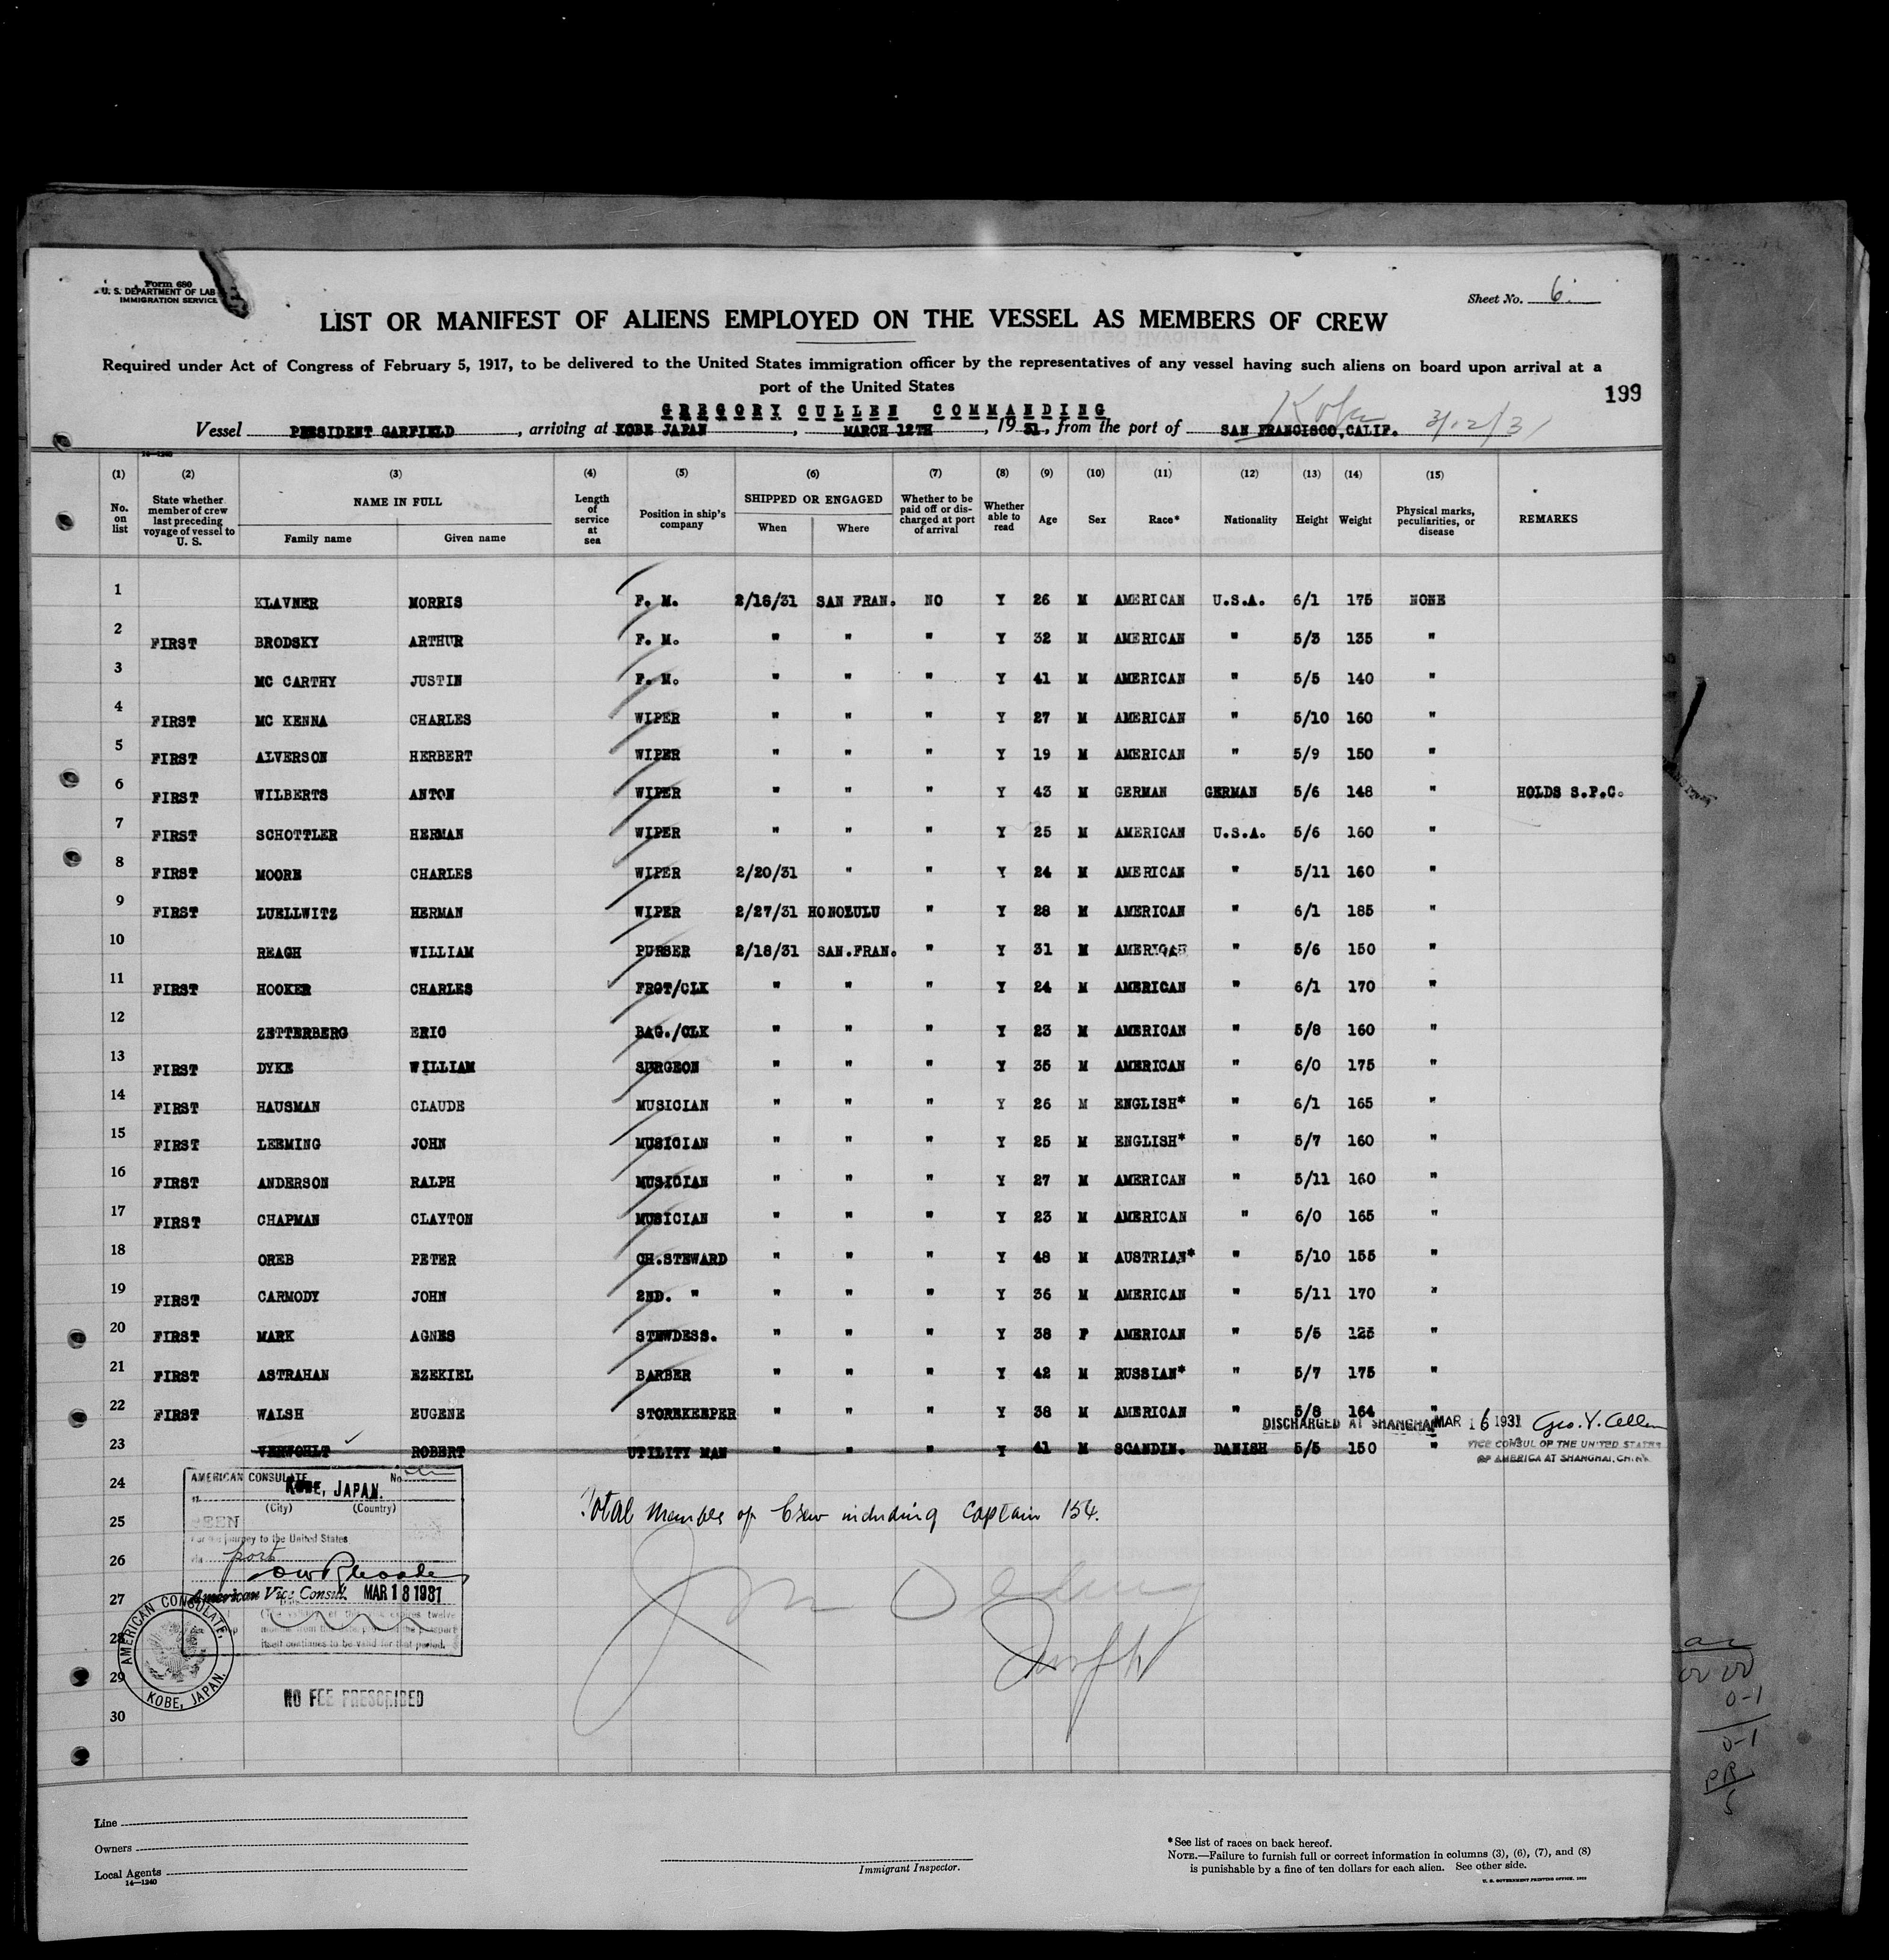 Form 680
U. S. DEPARTMENT OF LAB
IMMIGRATION SERVICE
Sheet No. 6.
LIST OR MANIFEST OF ALIENS EMPLOYED ON THE VESSEL AS MEMBERS OF CREW
Required under Act of Congress of February 5, 1917, to be delivered to the United States immigration officer by the representatives of any vessel having such aliens on board upon arrival at a
port of the United States
199
GREGORY CULLEN COMMANDING
Kobe 3/12/31
Vessel PRESIDENT GARFIELD, arriving at KOBE JAPAN, MARCH 12TH, 1931, from the port of SAN FRANCISCO, CALIF.
14—1240
(1) (2) (3) (4) (5) (6) (7) (8) (9) (10) (11) (12) (13) (14) (15)
No. on list State whether member of crew last preceding voyage of vessel to U. S. NAME IN FULL Family name Given name Length of service at sea Position in ship's company SHIPPED OR ENGAGED When Where Whether to be paid off or discharged at port of arrival Whether able to read Age Sex Race* Nationality Height Weight Physical marks, peculiarities, or disease REMARKS
1 KLAVNER MORRIS F. M. 2/18/31 SAN FRAN. NO Y 26 M AMERICAN U.S.A. 6/1 175 NONE
2 FIRST BRODSKY ARTHUR F. M. " " " Y 32 M AMERICAN " 5/3 135 "
3 MC CARTHY JUSTIN F. M. " " " Y 41 M AMERICAN " 5/5 140 "
4 FIRST MC KENNA CHARLES WIPER " " " Y 27 M AMERICAN " 5/10 160 "
5 FIRST ALVERSON HERBERT WIPER " " " Y 19 M AMERICAN " 5/9 150 "
6 FIRST WILBERTS ANTON WIPER " " " Y 43 M GERMAN GERMAN 5/6 148 " HOLDS S.P.C.
7 FIRST SCHOTTLER HERMAN WIPER " " " Y 25 M AMERICAN U.S.A. 5/6 160 "
8 FIRST MOORE CHARLES WIPER 2/20/31 " " Y 24 M AMERICAN " 5/11 160 "
9 FIRST LUELLWITZ HERMAN WIPER 2/27/31 HONOLULU " Y 28 M AMERICAN " 6/1 185 "
10 REAGH WILLIAM PURSER 2/18/31 SAN.FRAN. " Y 31 M AMERICAN " 5/6 150 "
11 FIRST HOOKER CHARLES FRGT/CLK " " " Y 24 M AMERICAN " 6/1 170 "
12 ZETTERBERG ERIC BAG./CLK " " " Y 23 M AMERICAN " 5/8 160 "
13 FIRST DYKE WILLIAM SURGEON " " " Y 35 M AMERICAN " 6/0 175 "
14 FIRST HAUSMAN CLAUDE MUSICIAN " " " Y 26 M ENGLISH* " 6/1 165 "
15 FIRST LEEMING JOHN MUSICIAN " " " Y 25 M ENGLISH* " 5/7 160 "
16 FIRST ANDERSON RALPH MUSICIAN " " " Y 27 M AMERICAN " 5/11 160 "
17 FIRST CHAPMAN CLAYTON MUSICIAN " " " Y 23 M AMERICAN " 6/0 165 "
18 OREB PETER CH.STEWARD " " " Y 48 M AUSTRIAN* " 5/10 155 "
19 FIRST CARMODY JOHN 2ND. " " " " Y 36 M AMERICAN " 5/11 170 "
20 FIRST MARK AGNES STEWDESS. " " " Y 38 F AMERICAN " 5/5 125 "
21 FIRST ASTRAHAN EZEKIEL BARBER " " " Y 42 M RUSSIAN* " 5/7 175 "
22 FIRST WALSH EUGENE STOREKEEPER " " " Y 38 M AMERICAN " 5/8 164 "
DISCHARGED AT SHANGHAI MAR 16 1931
23 VERWOHLT ROBERT UTILITY MAN " " " Y 41 M SCANDIN. DANISH 5/5 150 "
VICE CONSUL OF THE UNITED STATES
OF AMERICA AT SHANGHAI, CHINA
24
25
26
27
28
29
30
AMERICAN CONSULATE No.
KOBE, JAPAN.
(City) (Country)
SEEN
For the journey to the United States
via port
American Vice Consul MAR 18 1931
itself continues to be valid for that period.
AMERICAN CONSULATE, KOBE, JAPAN.
NO FEE PRESCRIBED
Total Members of Crew including Captain 154.
Line
Owners
Local Agents
14—1240
Immigrant Inspector.
* See list of races on back hereof.
NOTE.—Failure to furnish full or correct information in columns (3), (6), (7), and (8)
is punishable by a fine of ten dollars for each alien. See other side.